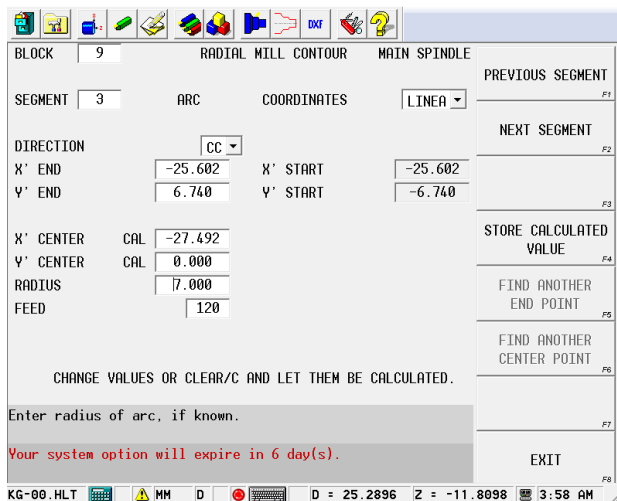 DXF
BLOCK 9 RADIAL MILL CONTOUR MAIN SPINDLE
PREVIOUS SEGMENT
F1
SEGMENT 3 ARC COORDINATES LINEA
NEXT SEGMENT
F2
DIRECTION CC
X' END -25.602 X' START -25.602
Y' END 6.740 Y' START -6.740
F3
X' CENTER CAL -27.492
Y' CENTER CAL 0.000
STORE CALCULATED
VALUE
F4
RADIUS 7.000
FEED 120
FIND ANOTHER
END POINT
F5
FIND ANOTHER
CENTER POINT
F6
CHANGE VALUES OR CLEAR/C AND LET THEM BE CALCULATED.
Enter radius of arc, if known.
F7
Your system option will expire in 6 day(s).
EXIT
F8
KG-00.HLT MM D D = 25.2896 Z = -11.8098 3:58 AM